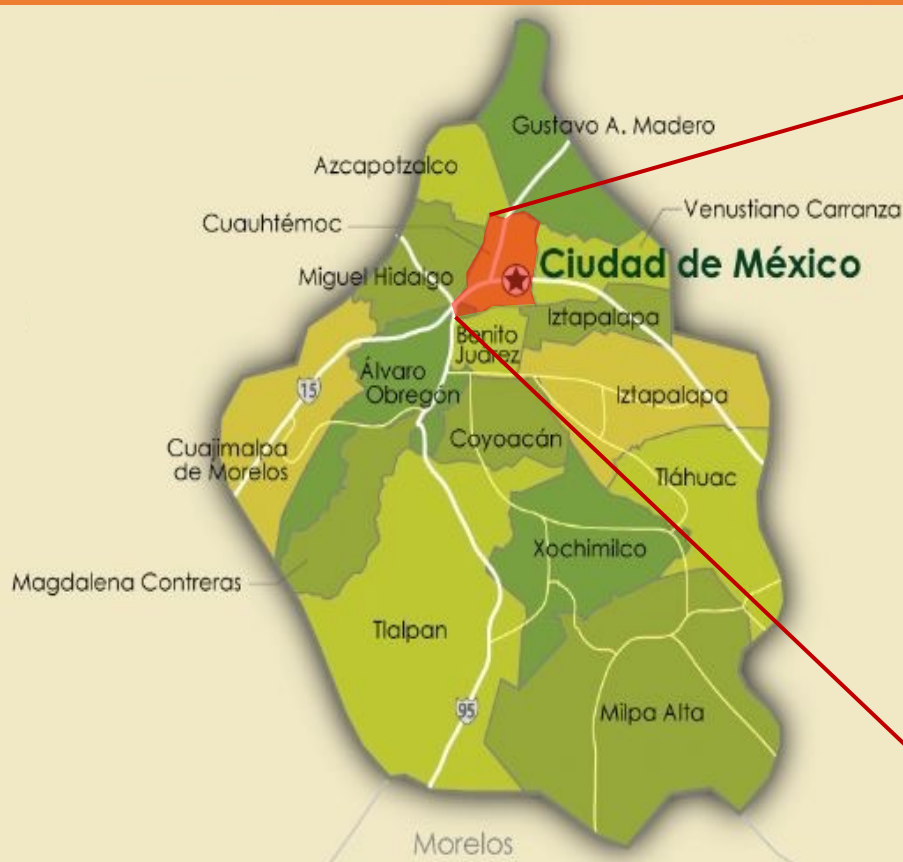 Gustavo A. Madero
Azcapotzalco
Cuauhtémoc
Venustiano Carranza
Miguel Hidalgo
Ciudad de México
Iztapalapa
Benito
Juárez
Álvaro
Obregón
15
Iztapalapa
Coyoacán
Cuajimalpa
de Morelos
Tláhuac
Xochimilco
Magdalena Contreras
Tlalpan
95
Milpa Alta
Morelos